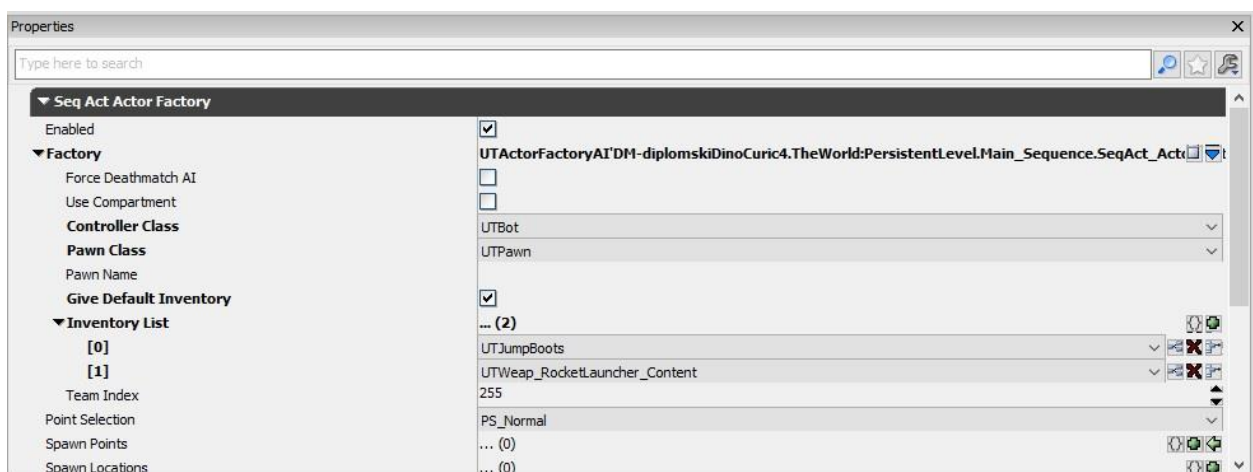 Properties
Type here to search
Seq Act Actor Factory
Enabled
Factory UTActorFactoryAI'DM-diplomskiDinoCuric4.TheWorld:PersistentLevel.Main_Sequence.SeqAct_Act
Force Deathmatch AI
Use Compartment
Controller Class UTBot
Pawn Class UTPawn
Pawn Name
Give Default Inventory
Inventory List ... (2)
[0] UTJumpBoots
[1] UTWeap_RocketLauncher_Content
Team Index 255
Point Selection PS_Normal
Spawn Points ... (0)
Spawn Locations ... (0)